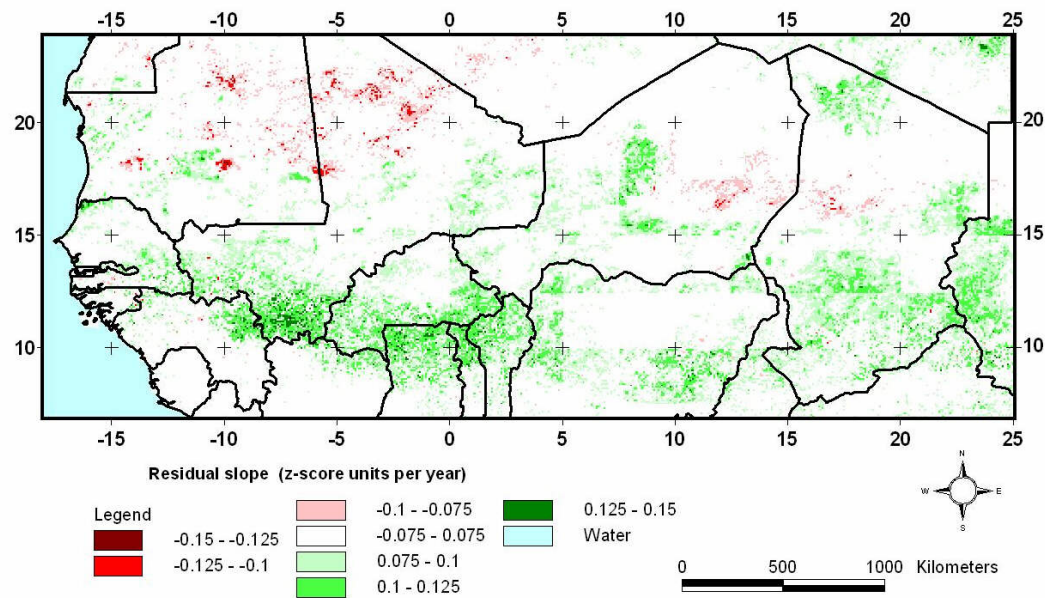 -15 -10 -5 0 5 10 15 20 25
20 20
15 15
10 10
-15 -10 -5 0 5 10 15 20 25
Residual slope (z-score units per year)
Legend
-0.15 - -0.125
-0.125 - -0.1
-0.1 - -0.075
-0.075 - 0.075
0.075 - 0.1
0.1 - 0.125
0.125 - 0.15
Water
N
W E
S
0 500 1000 Kilometers